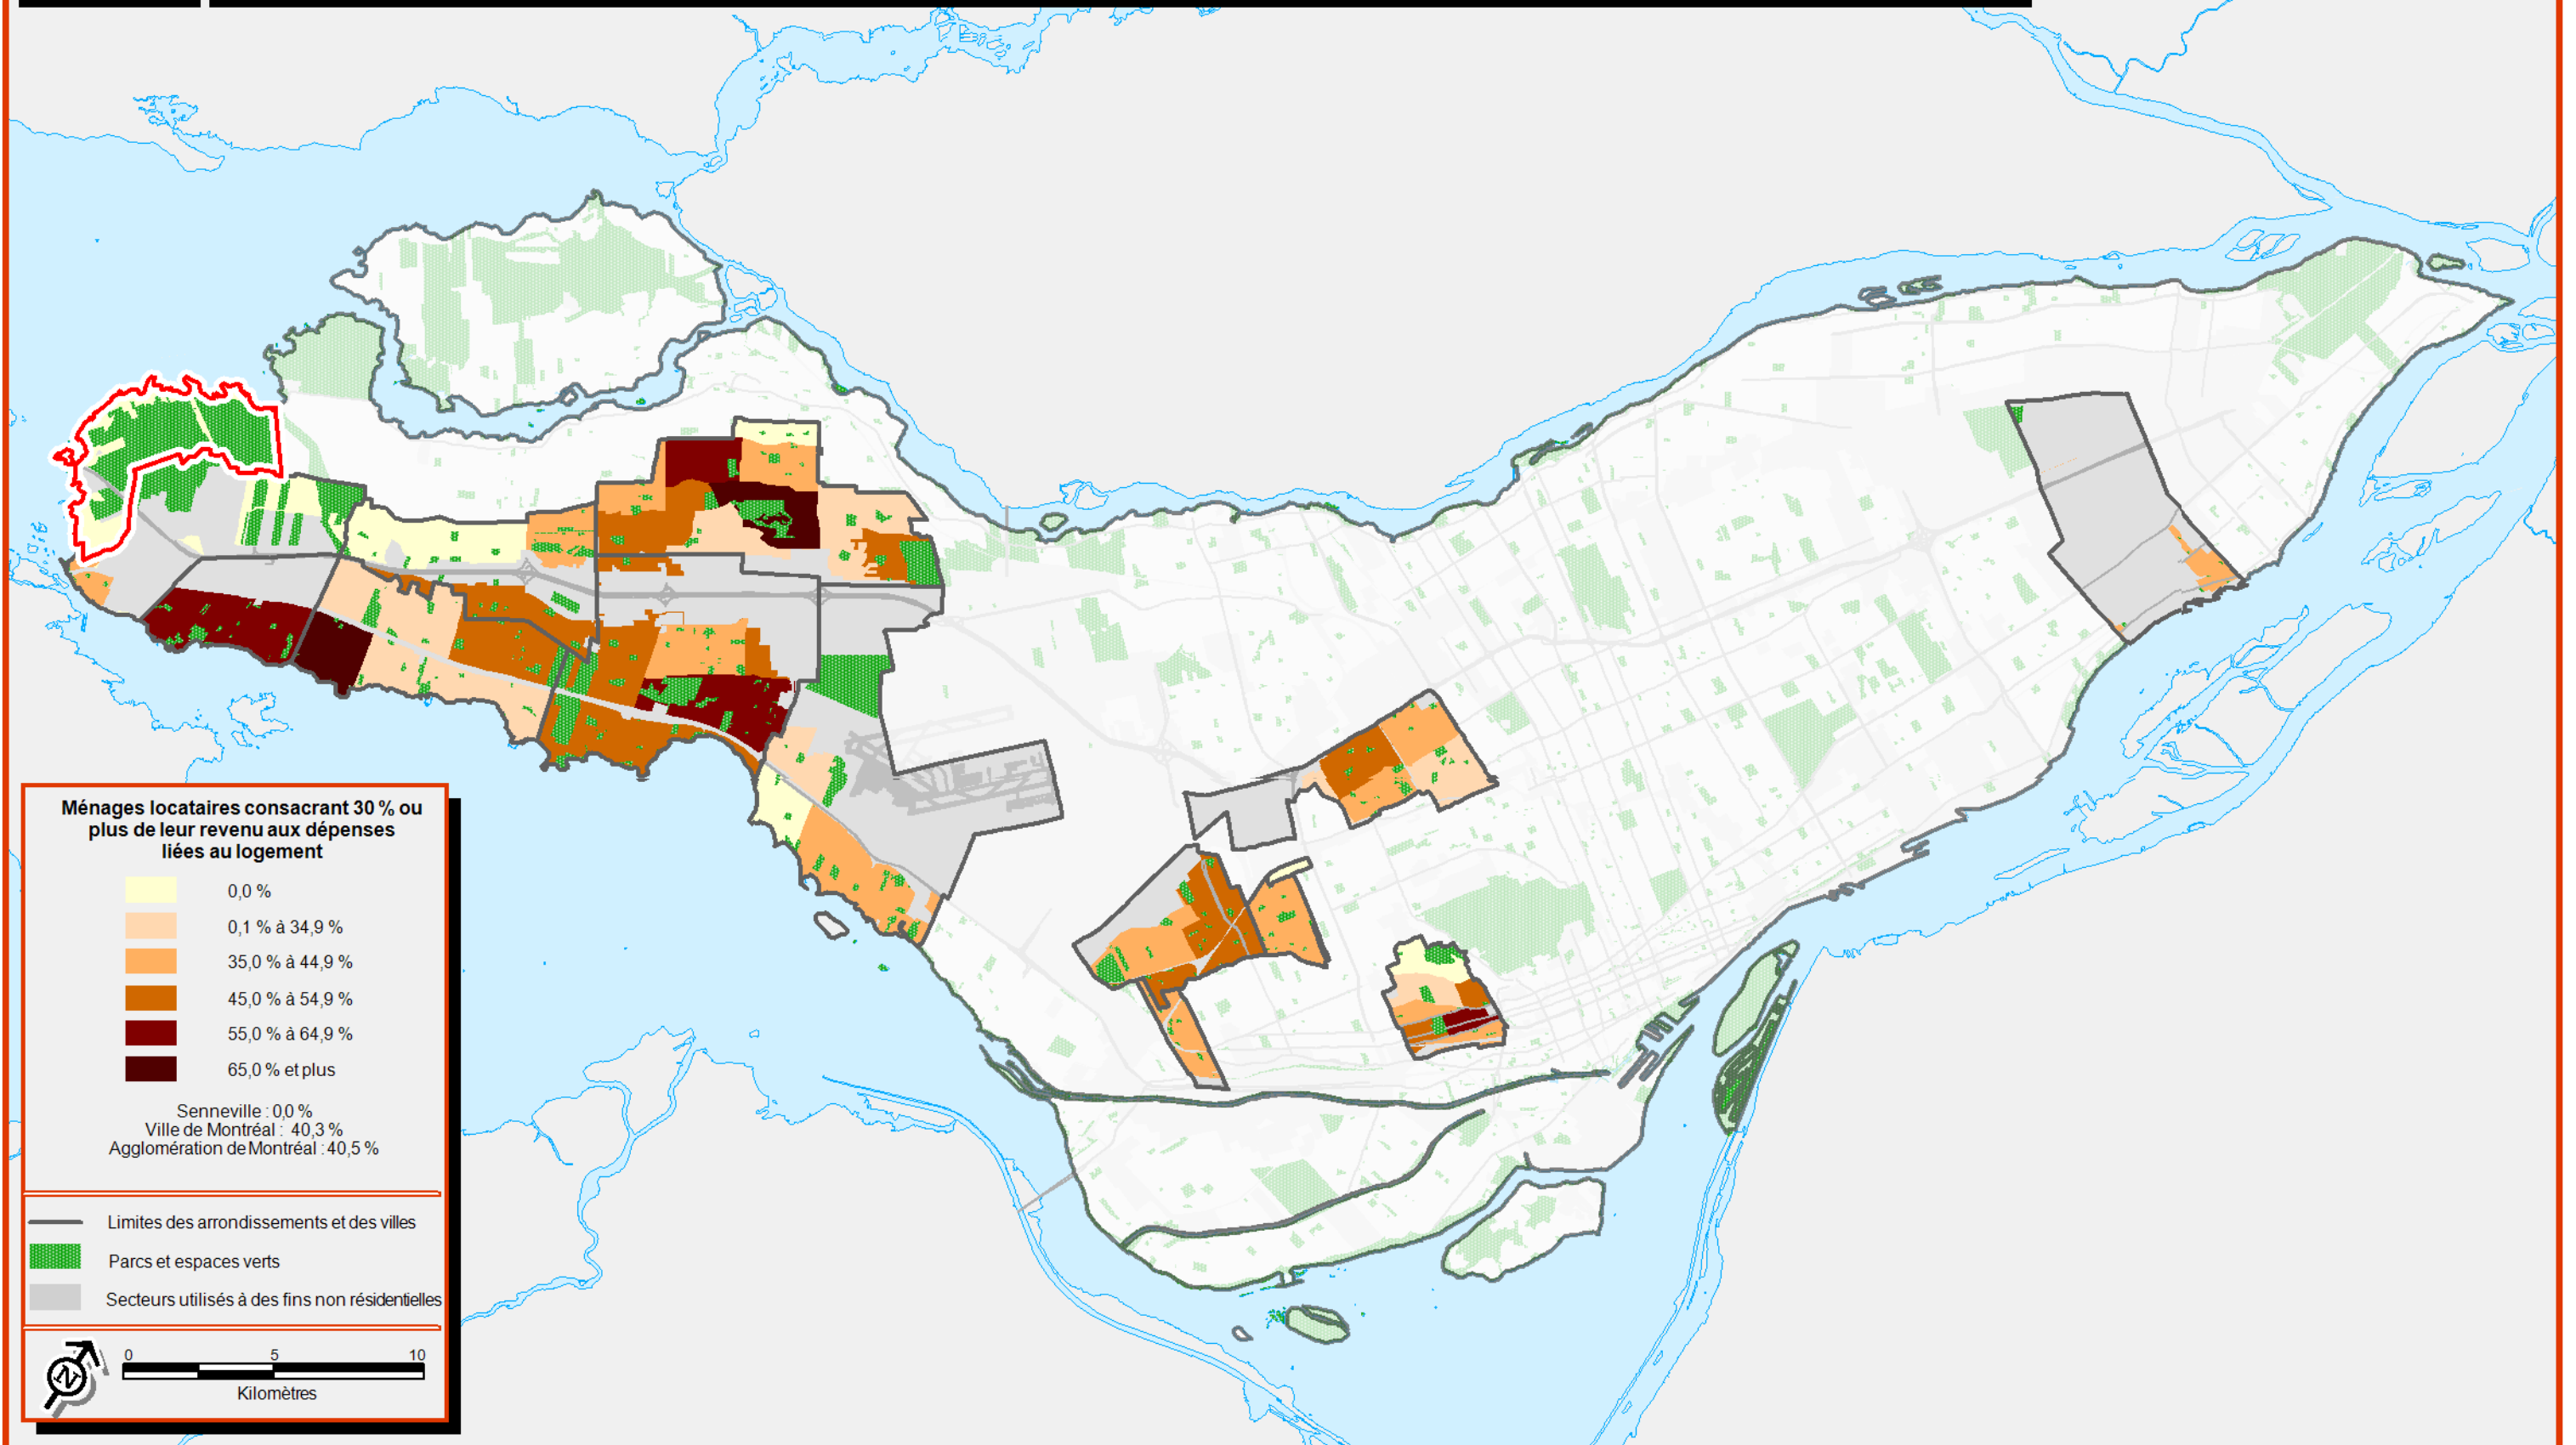 Ménages locataires consacrant 30 % ou
plus de leur revenu aux dépenses
liées au logement
0,0 %
0,1 % à 34,9 %
35,0 % à 44,9 %
45,0 % à 54,9 %
55,0 % à 64,9 %
65,0 % et plus
Senneville : 0,0 %
Ville de Montréal : 40,3 %
Agglomération de Montréal : 40,5 %
Limites des arrondissements et des villes
Parcs et espaces verts
Secteurs utilisés à des fins non résidentielles
0 5 10
N
Kilomètres